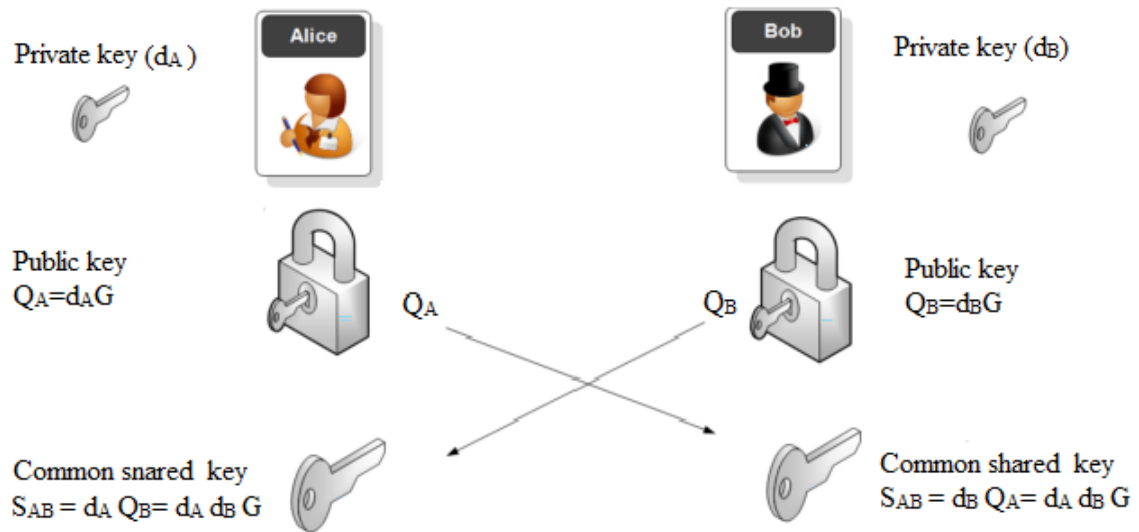 Alice
Bob
Private key (dA )
Private key (dB)
Public key
QA=dAG
QA
QB
Public key
QB=dBG
Common snared key
SAB = dA QB= dA dB G
Common shared key
SAB = dB QA= dA dB G